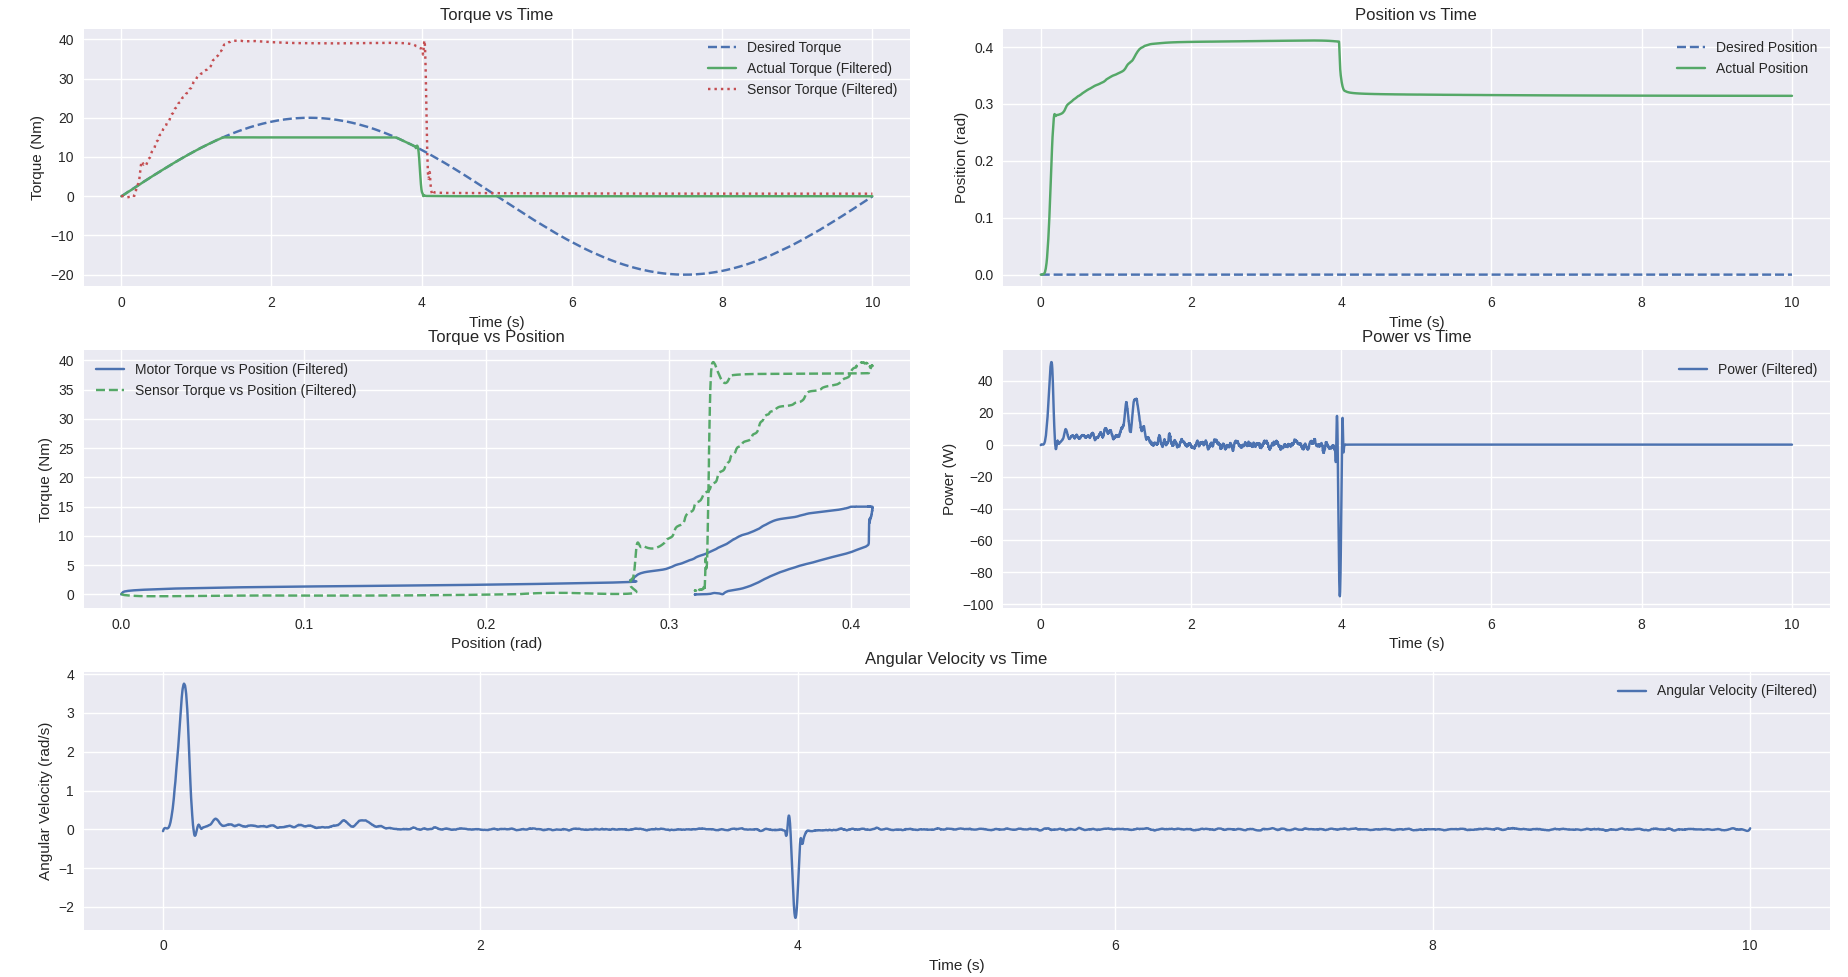 Torque vs Time
Torque (Nm)
40
30
20
10
0
−10
−20
0 2 4 6 8 10
Time (s)
Desired Torque
Actual Torque (Filtered)
Sensor Torque (Filtered)
Position vs Time
Position (rad)
0.4
0.3
0.2
0.1
0.0
0 2 4 6 8 10
Time (s)
Desired Position
Actual Position
Torque vs Position
Torque (Nm)
40
35
30
25
20
15
10
5
0
0.0 0.1 0.2 0.3 0.4
Position (rad)
Motor Torque vs Position (Filtered)
Sensor Torque vs Position (Filtered)
Power vs Time
Power (W)
40
20
0
−20
−40
−60
−80
−100
0 2 4 6 8 10
Time (s)
Power (Filtered)
Angular Velocity vs Time
Angular Velocity (rad/s)
4
3
2
1
0
−1
−2
0 2 4 6 8 10
Time (s)
Angular Velocity (Filtered)